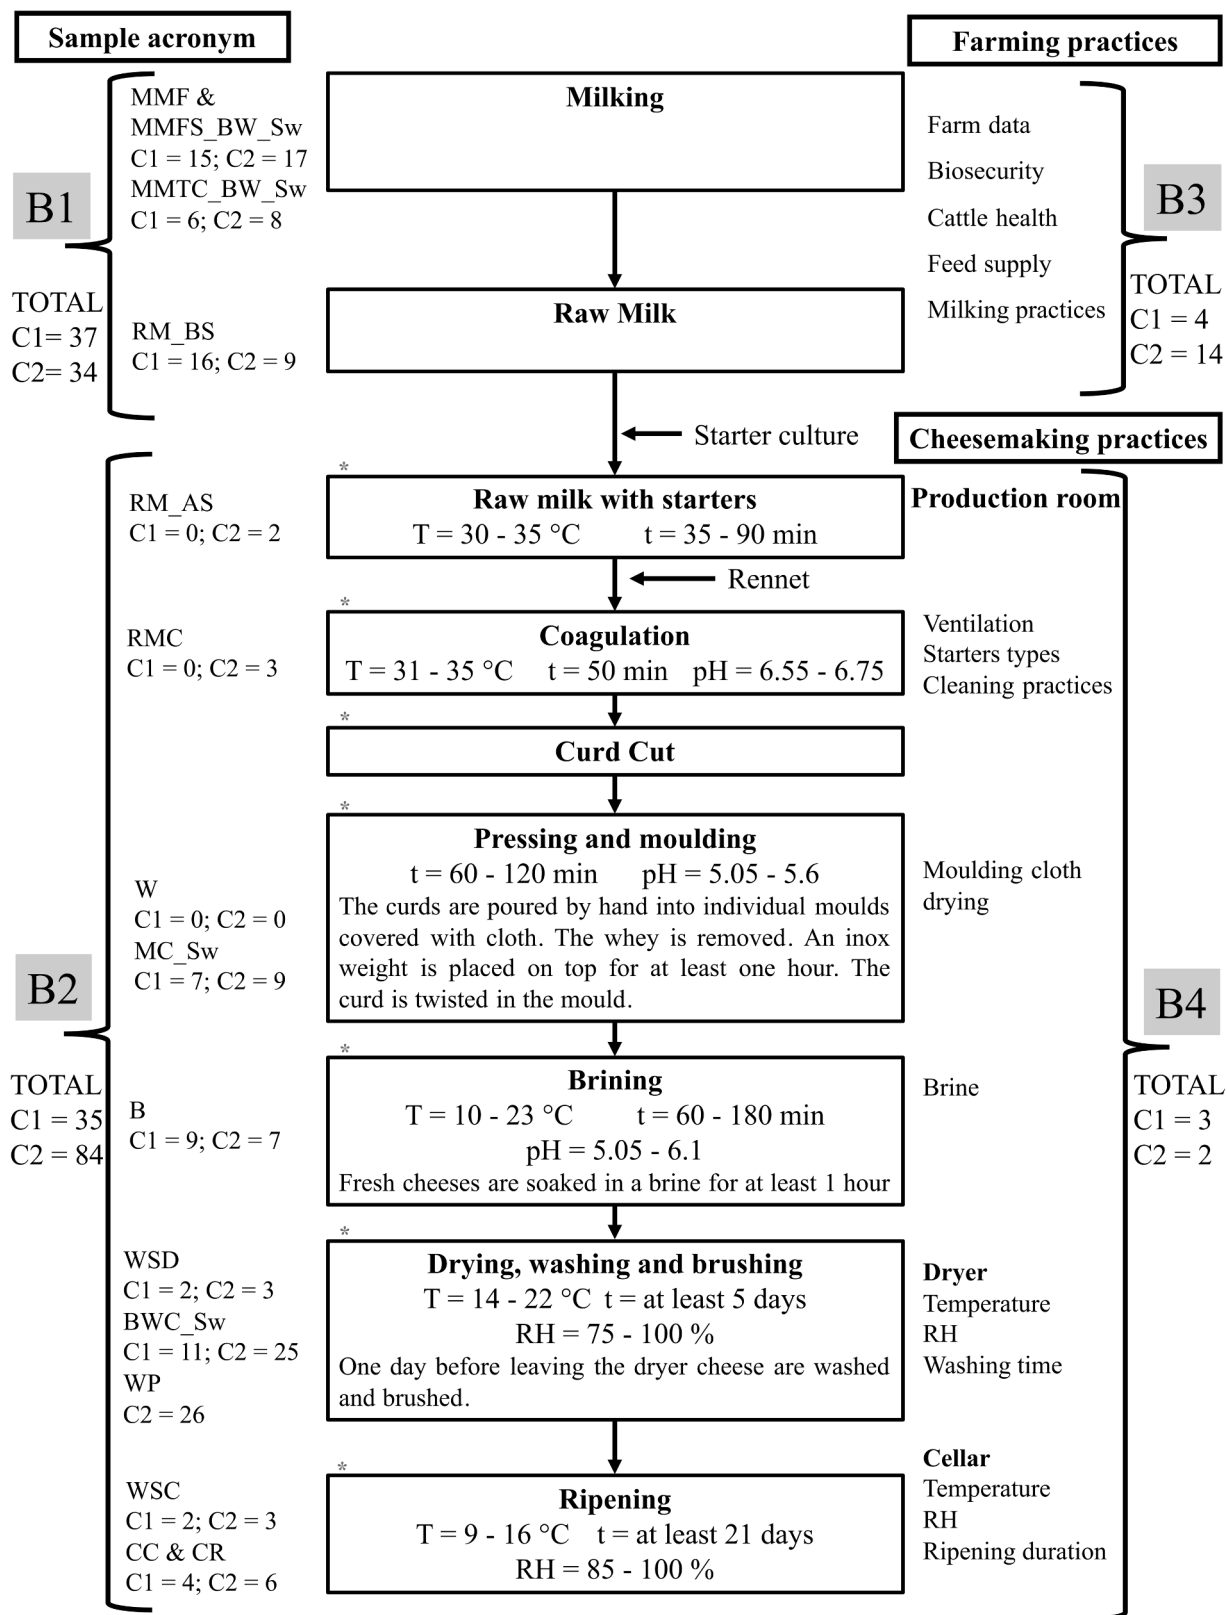 Sample acronym
Farming practices
MMF &
MMFS_BW_Sw
C1 = 15; C2 = 17
MMTC_BW_Sw
C1 = 6; C2 = 8
B1
TOTAL
C1= 37
C2= 34
RM_BS
C1 = 16; C2 = 9
Milking
Raw Milk
Farm data
Biosecurity
Cattle health
Feed supply
Milking practices
B3
TOTAL
C1 = 4
C2 = 14
Starter culture
Cheesemaking practices
*
RM_AS
C1 = 0; C2 = 2
Raw milk with starters
T = 30 - 35 °C t = 35 - 90 min
Production room
Rennet
*
RMC
C1 = 0; C2 = 3
Coagulation
T = 31 - 35 °C t = 50 min pH = 6.55 - 6.75
Ventilation
Starters types
Cleaning practices
*
Curd Cut
*
Pressing and moulding
t = 60 - 120 min pH = 5.05 - 5.6
The curds are poured by hand into individual moulds
covered with cloth. The whey is removed. An inox
weight is placed on top for at least one hour. The
curd is twisted in the mould.
W
C1 = 0; C2 = 0
MC_Sw
C1 = 7; C2 = 9
Moulding cloth
drying
B2
TOTAL
C1 = 35
C2 = 84
B4
TOTAL
C1 = 3
C2 = 2
*
B
C1 = 9; C2 = 7
Brining
T = 10 - 23 °C t = 60 - 180 min
pH = 5.05 - 6.1
Fresh cheeses are soaked in a brine for at least 1 hour
Brine
*
WSD
C1 = 2; C2 = 3
BWC_Sw
C1 = 11; C2 = 25
WP
C2 = 26
Drying, washing and brushing
T = 14 - 22 °C t = at least 5 days
RH = 75 - 100 %
One day before leaving the dryer cheese are washed
and brushed.
Dryer
Temperature
RH
Washing time
*
WSC
C1 = 2; C2 = 3
CC & CR
C1 = 4; C2 = 6
Ripening
T = 9 - 16 °C t = at least 21 days
RH = 85 - 100 %
Cellar
Temperature
RH
Ripening duration